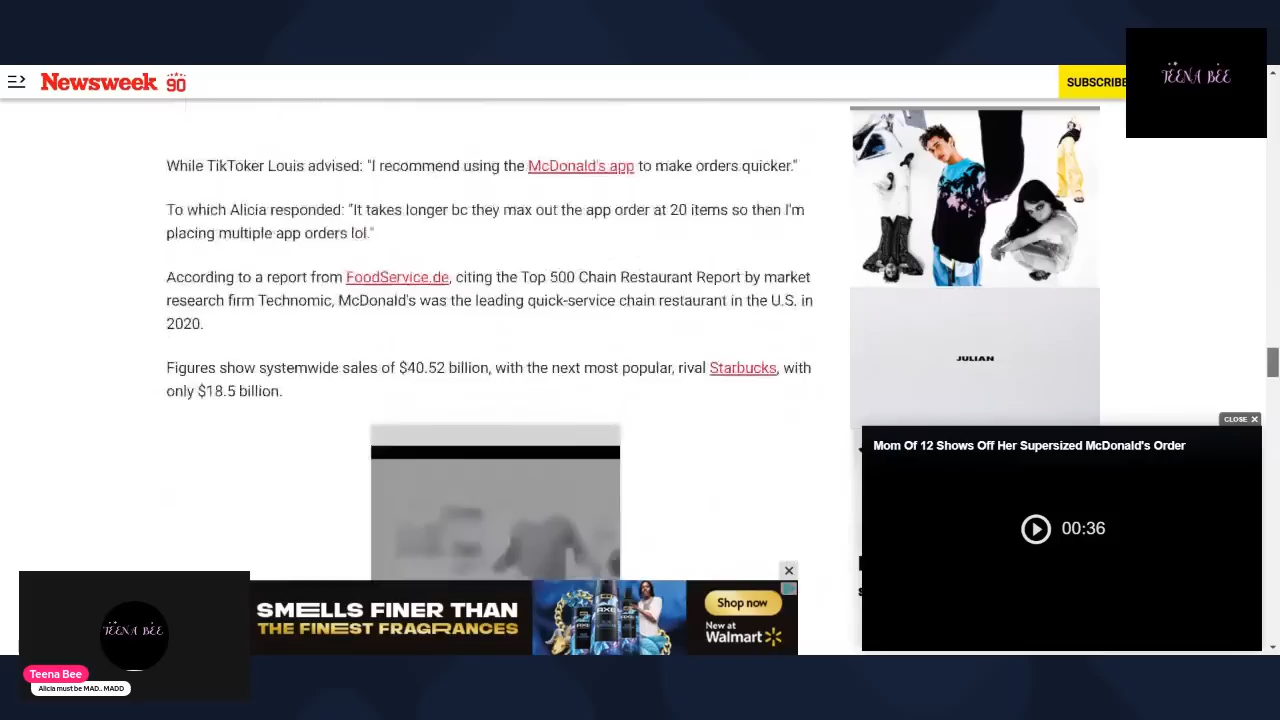 Newsweek 90
SUBSCRIBE
TEENA BEE
While TikToker Louis advised: "I recommend using the McDonald's app to make orders quicker."
To which Alicia responded: "It takes longer bc they max out the app order at 20 items so then I'm
placing multiple app orders lol."
According to a report from FoodService.de, citing the Top 500 Chain Restaurant Report by market
research firm Technomic, McDonald's was the leading quick-service chain restaurant in the U.S. in
2020.
Figures show systemwide sales of $40.52 billion, with the next most popular, rival Starbucks, with
only $18.5 billion.
JULIAN
CLOSE X
Mom Of 12 Shows Off Her Supersized McDonald's Order
00:36
SMELLS FINER THAN
THE FINEST FRAGRANCES
AXE
Shop now
New at
Walmart
TEENA BEE
Teena Bee
Alicia must be MAD.. MADD